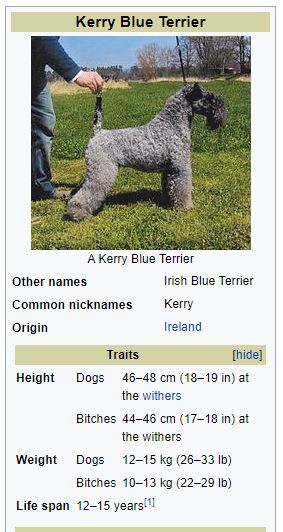 Kerry Blue Terrier
A Kerry Blue Terrier
Other names Irish Blue Terrier
Common nicknames Kerry
Origin Ireland
Traits [hide]
Height Dogs 46–48 cm (18–19 in) at
the withers
Bitches 44–46 cm (17–18 in) at
the withers
Weight Dogs 12–15 kg (26–33 lb)
Bitches 10–13 kg (22–29 lb)
Life span 12–15 years[1]